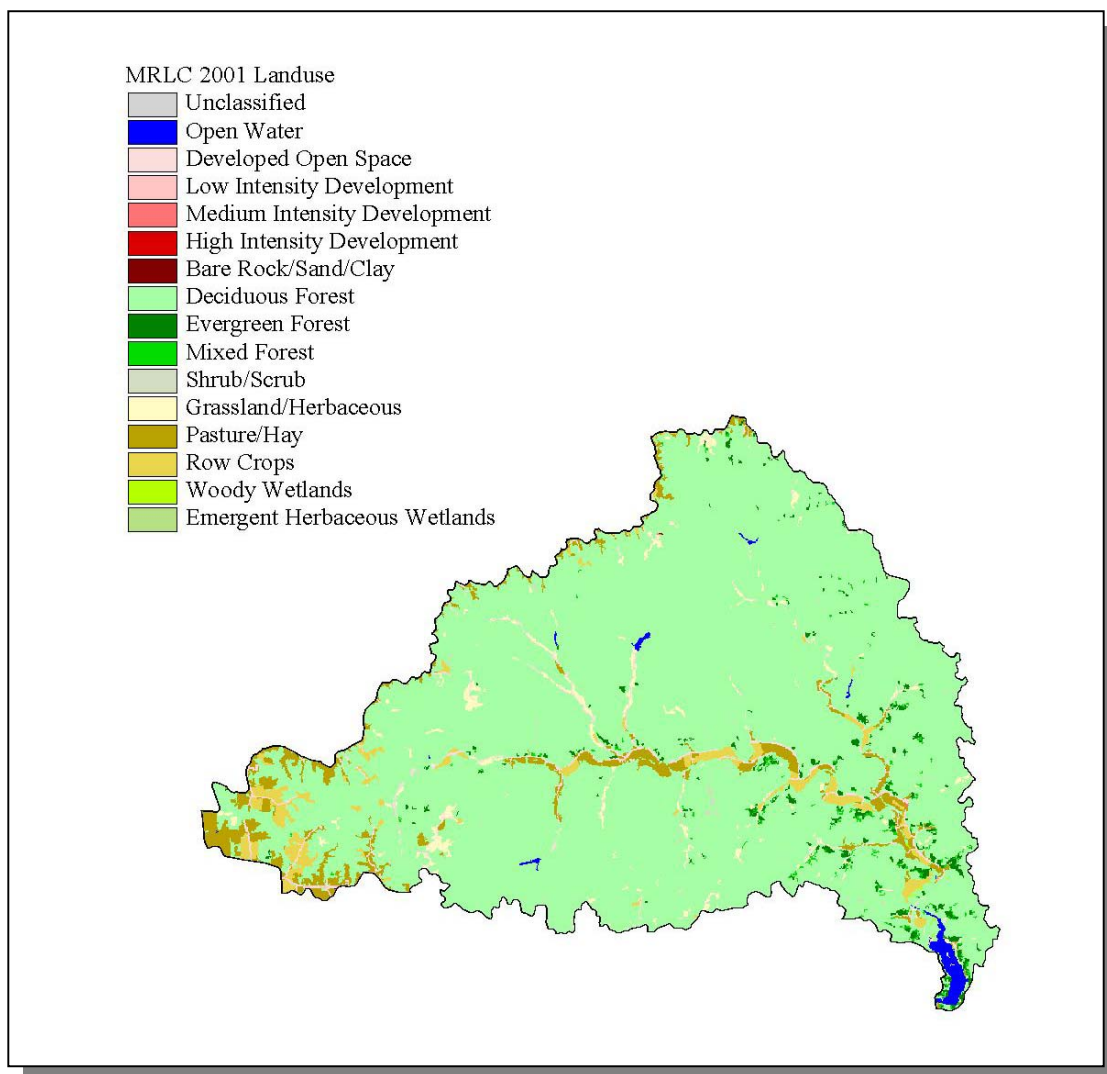 MRLC 2001 Landuse
Unclassified
Open Water
Developed Open Space
Low Intensity Development
Medium Intensity Development
High Intensity Development
Bare Rock/Sand/Clay
Deciduous Forest
Evergreen Forest
Mixed Forest
Shrub/Scrub
Grassland/Herbaceous
Pasture/Hay
Row Crops
Woody Wetlands
Emergent Herbaceous Wetlands